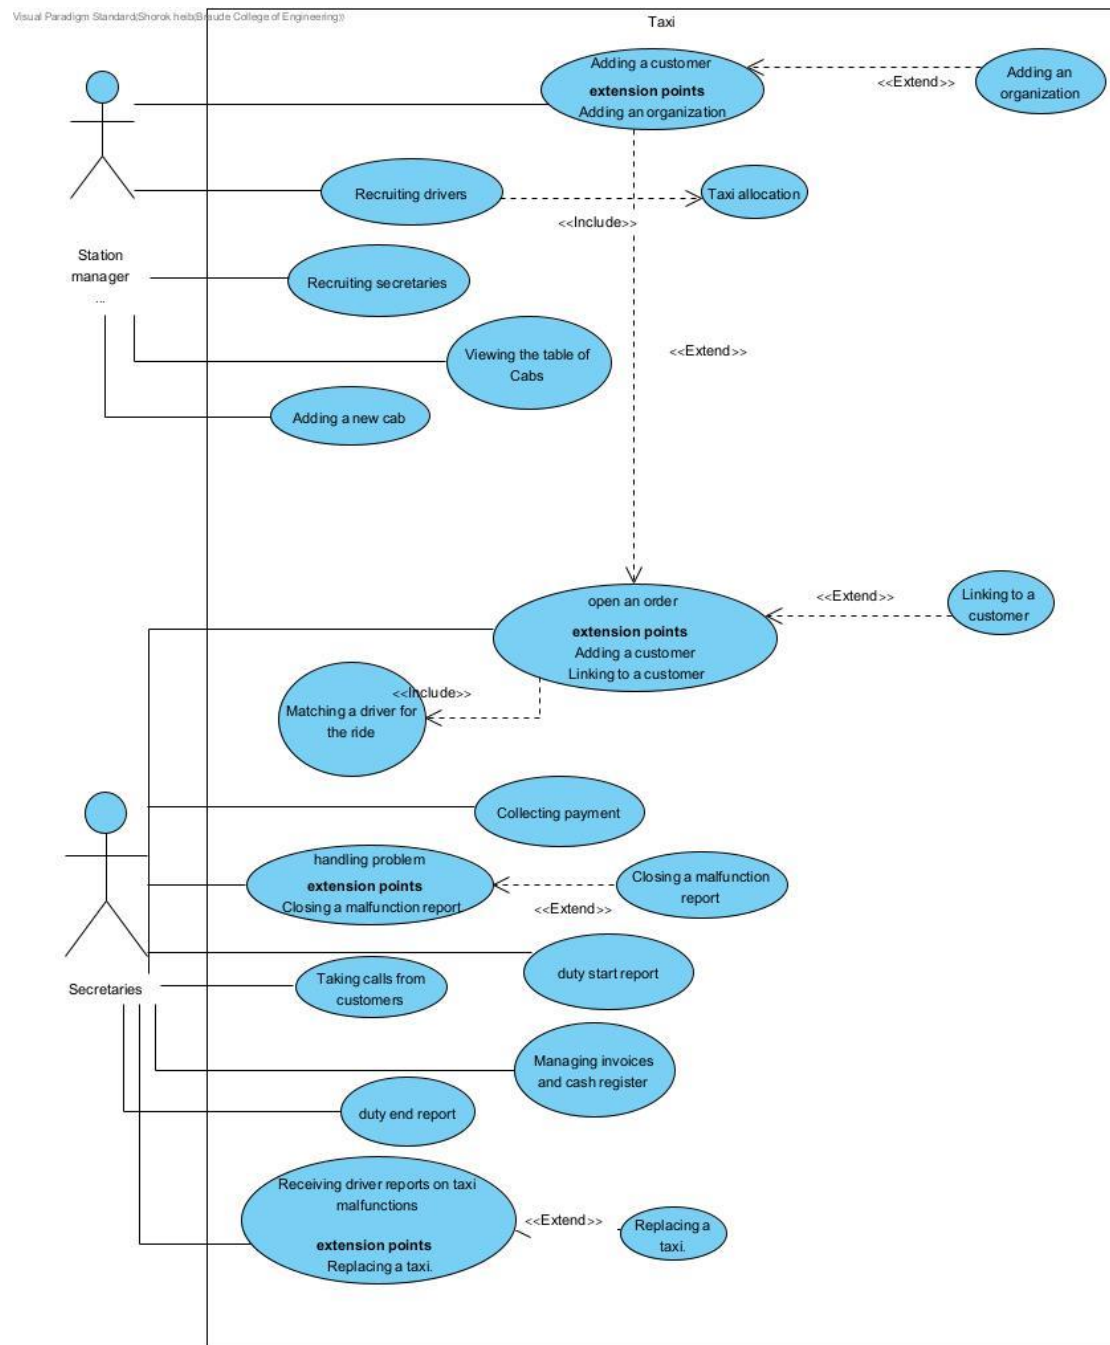 Visual Paradigm Standard(Shorok heib(Braude College of Engineering))
Taxi
Adding a customer
extension points
Adding an organization
<<Extend>>
Adding an
organization
Recruiting drivers
<<Include>>
Taxi allocation
Station
manager
...
Recruiting secretaries
<<Extend>>
Viewing the table of
Cabs
Adding a new cab
open an order
extension points
Adding a customer
Linking to a customer
<<Extend>>
Linking to a
customer
<<Include>>
Matching a driver for
the ride
Collecting payment
handling problem
extension points
Closing a malfunction report
<<Extend>>
Closing a malfunction
report
duty start report
Secretaries
Taking calls from
customers
Managing invoices
and cash register
duty end report
Receiving driver reports on taxi
malfunctions
extension points
Replacing a taxi.
<<Extend>>
Replacing a
taxi.